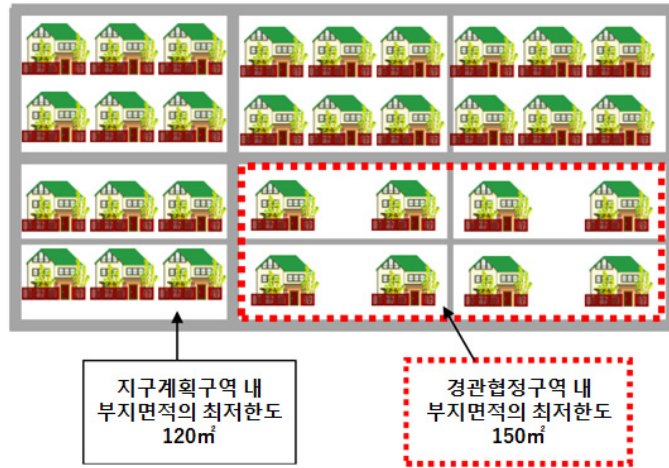 지구계획구역 내
부지면적의 최저한도
120㎡
경관협정구역 내
부지면적의 최저한도
150㎡